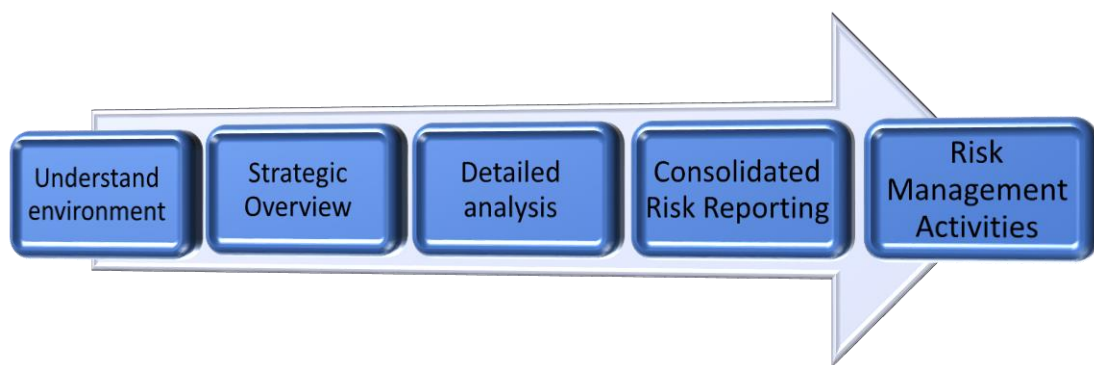 Understand
environment
Strategic
Overview
Detailed
analysis
Consolidated
Risk Reporting
Risk
Management
Activities